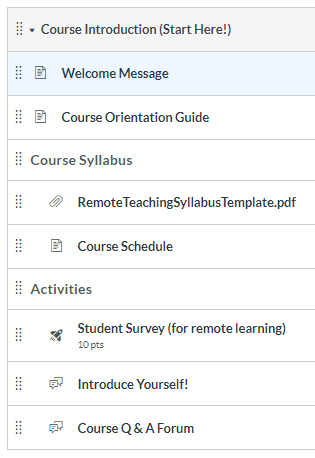 Course Introduction (Start Here!)
Welcome Message
Course Orientation Guide
Course Syllabus
RemoteTeachingSyllabusTemplate.pdf
Course Schedule
Activities
Student Survey (for remote learning)
10 pts
Introduce Yourself!
Course Q & A Forum